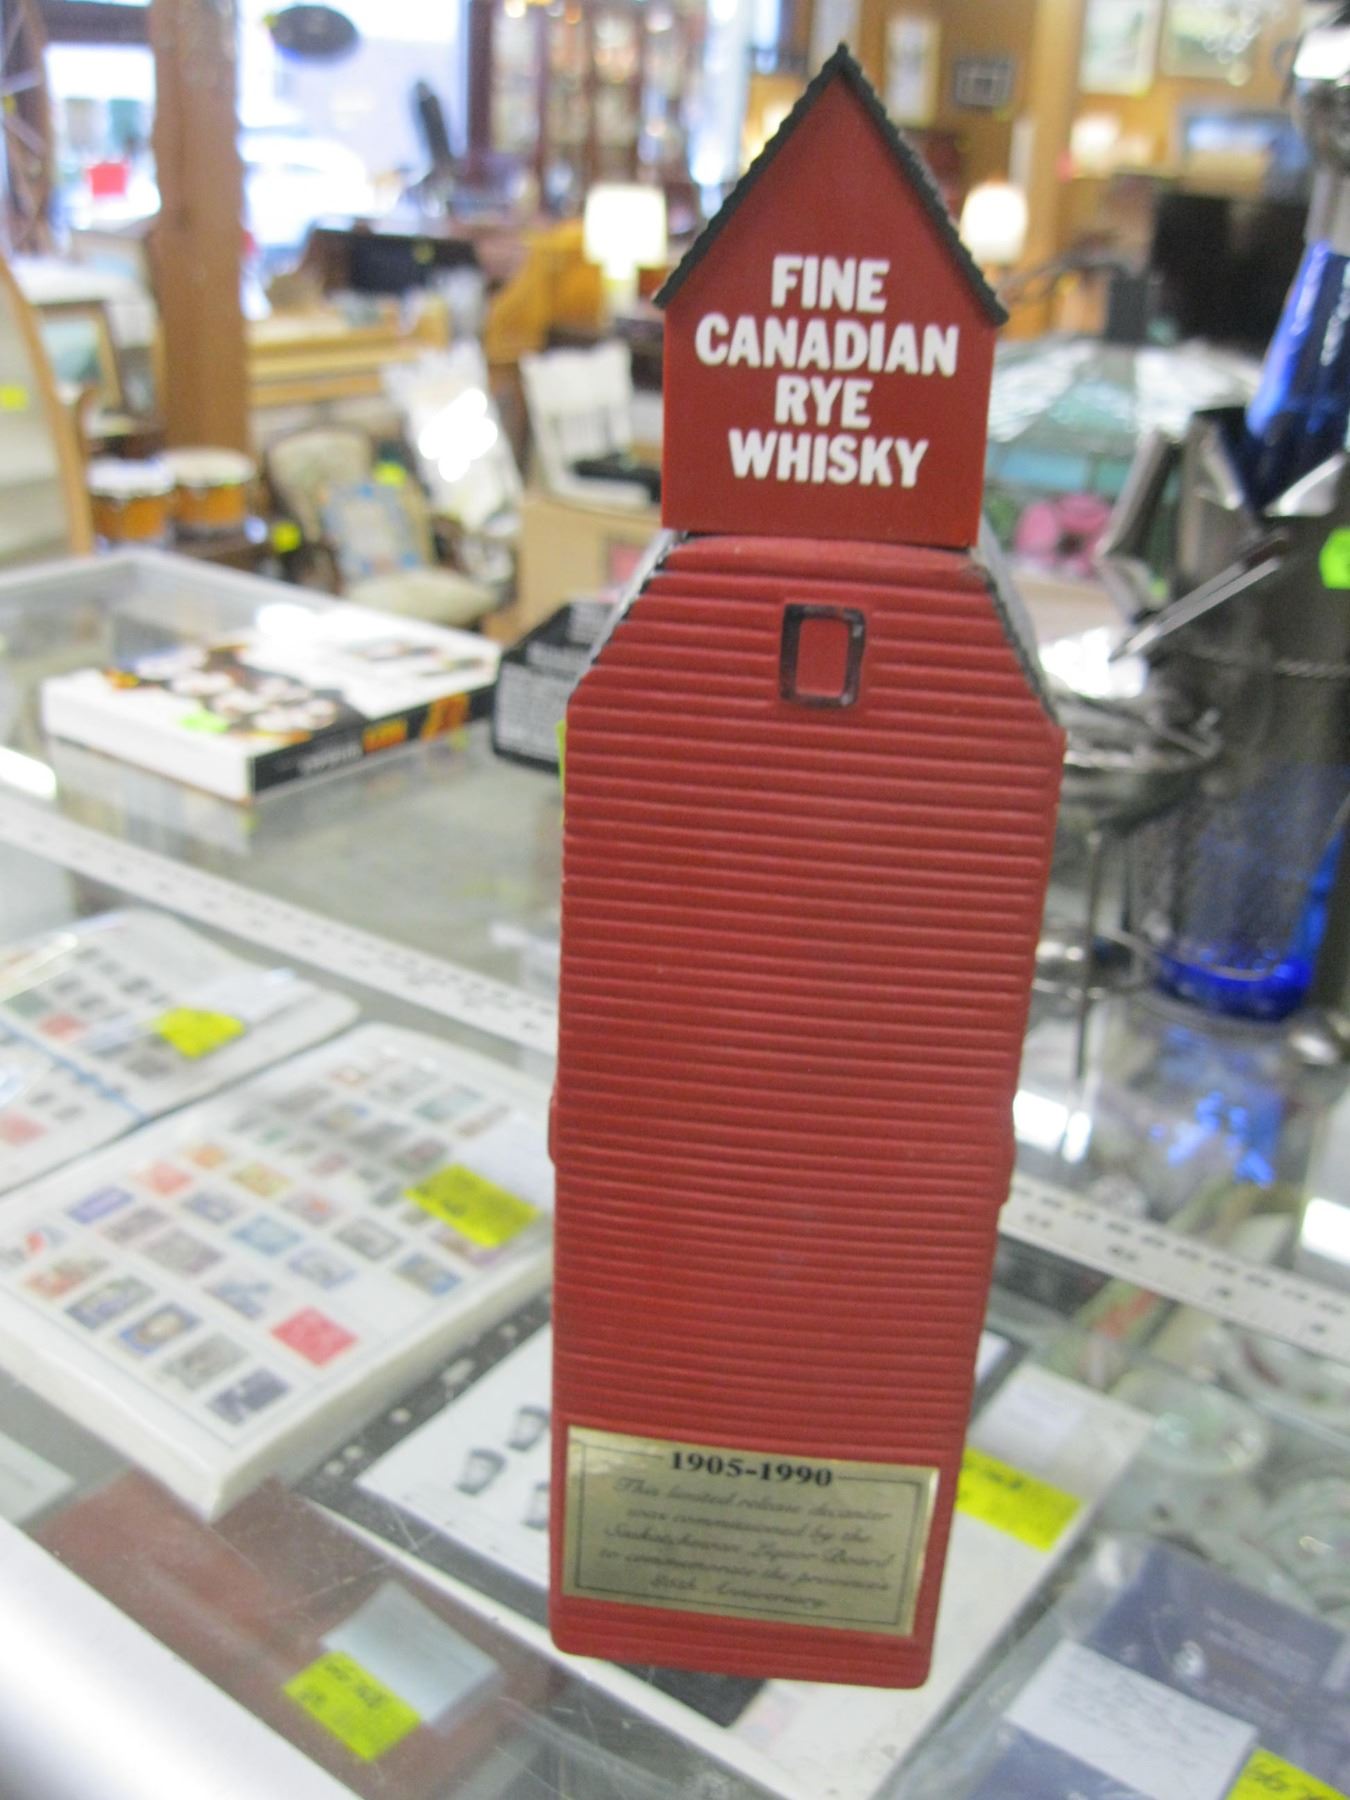 FINE
CANADIAN
RYE
WHISKY
1905-1990
This limited release decanter
was commissioned by the
Saskatchewan Liquor Board
to commemorate the province's
85th Anniversary.